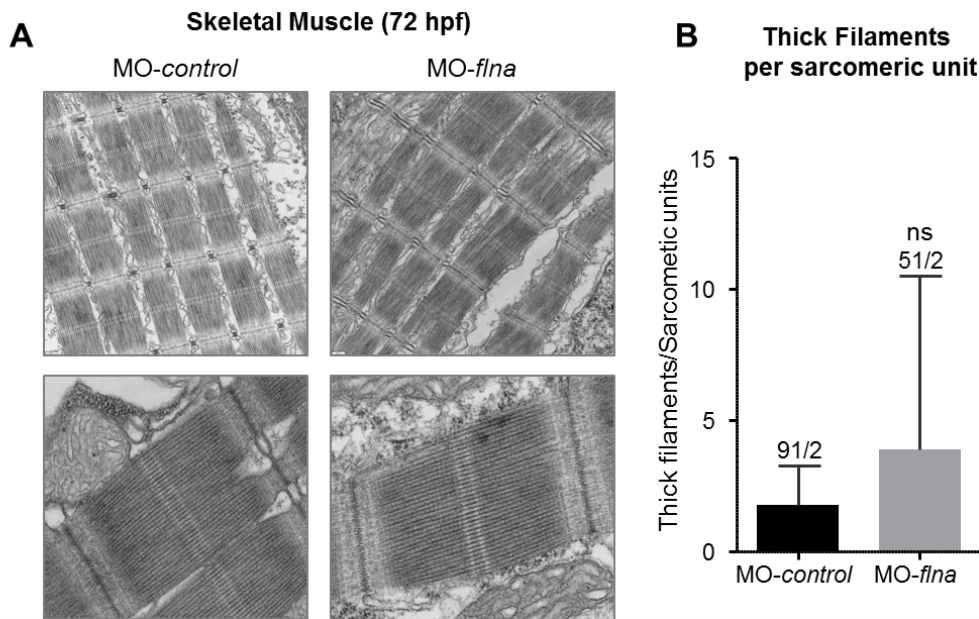 A
Skeletal Muscle (72 hpf)
MO-control
MO-flna
B
Thick Filaments
per sarcomeric unit
Thick filaments/Sarcometic units
15
10
5
0
91/2
ns
51/2
MO-control
MO-flna